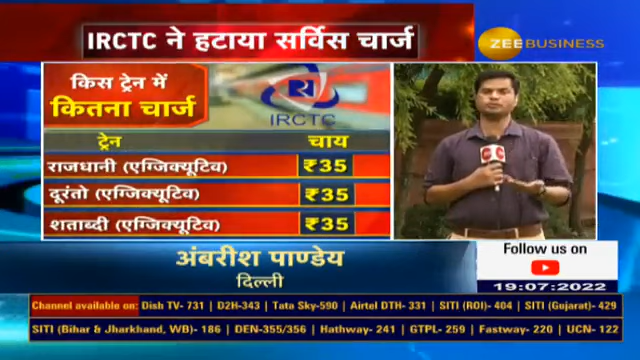 IRCTC ने हटाया सर्विस चार्ज
ZEE BUSINESS
किस ट्रेन में
कितना चार्ज
IRCTC
ट्रेन चाय
राजधानी (एग्जिक्यूटिव) ₹35
दूरंतो (एग्जिक्यूटिव) ₹35
शताब्दी (एग्जिक्यूटिव) ₹35
अंबरीश पाण्डेय
दिल्ली
Follow us on
19:07:2022
Channel available on: Dish TV- 731 | D2H-343 | Tata Sky-590 | Airtel DTH- 331 | SITI (ROI)- 404 | SITI (Gujarat)- 429
SITI (Bihar & Jharkhand, WB)- 186 | DEN-355/356 | Hathway- 241 | GTPL- 259 | Fastway- 220 | UCN- 122